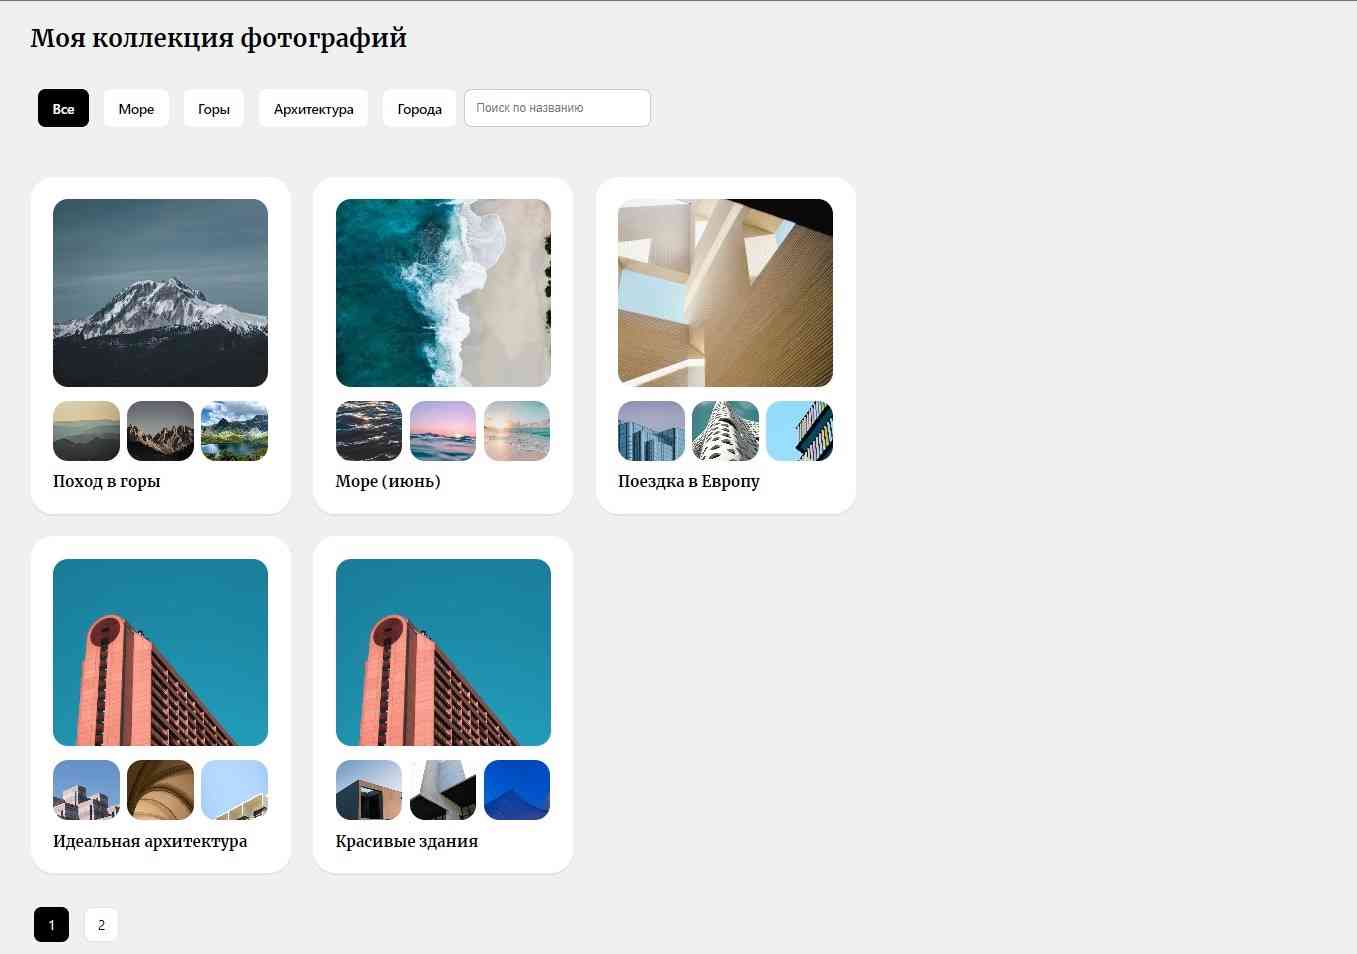 Моя коллекция фотографий
Все
Море
Горы
Архитектура
Города
Поиск по названию
Поход в горы
Море (июнь)
Поездка в Европу
Идеальная архитектура
Красивые здания
1
2